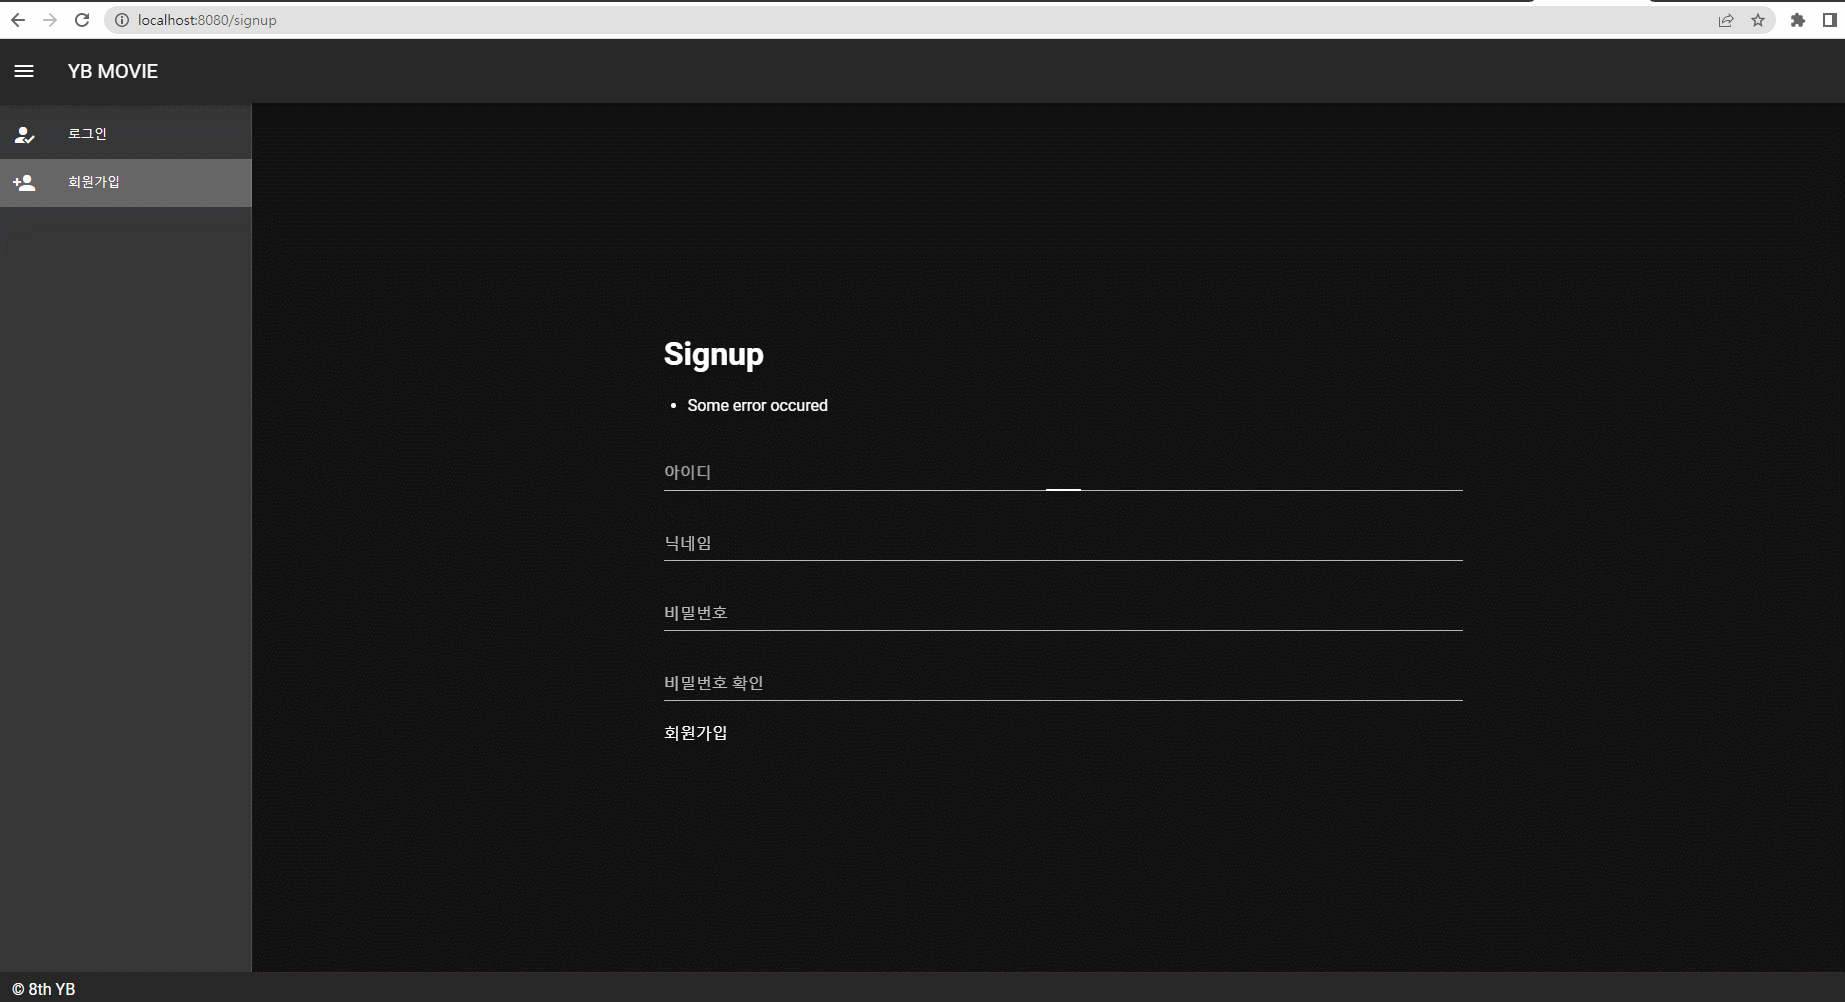 localhost:8080/signup
YB MOVIE
로그인
회원가입
Signup
• Some error occured
아이디
닉네임
비밀번호
비밀번호 확인
회원가입
© 8th YB